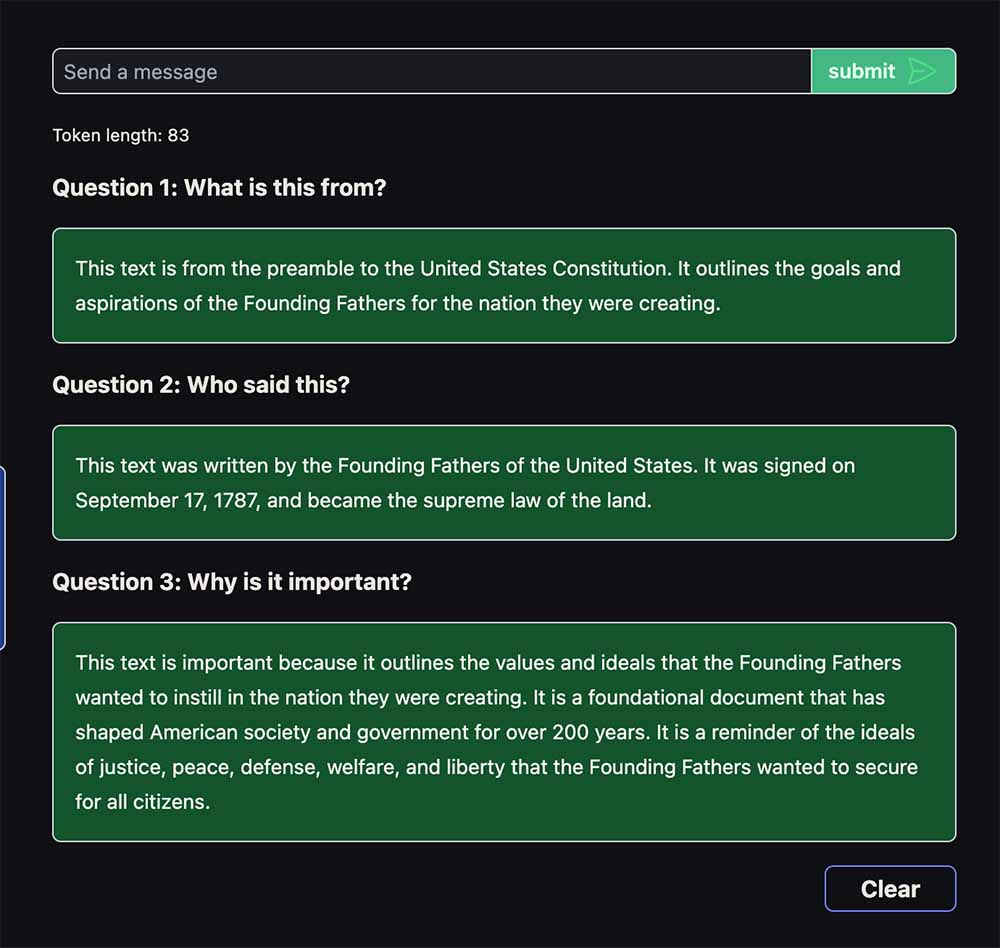 Send a message
submit
Token length: 83
Question 1: What is this from?
This text is from the preamble to the United States Constitution. It outlines the goals and
aspirations of the Founding Fathers for the nation they were creating.
Question 2: Who said this?
This text was written by the Founding Fathers of the United States. It was signed on
September 17, 1787, and became the supreme law of the land.
Question 3: Why is it important?
This text is important because it outlines the values and ideals that the Founding Fathers
wanted to instill in the nation they were creating. It is a foundational document that has
shaped American society and government for over 200 years. It is a reminder of the ideals
of justice, peace, defense, welfare, and liberty that the Founding Fathers wanted to secure
for all citizens.
Clear